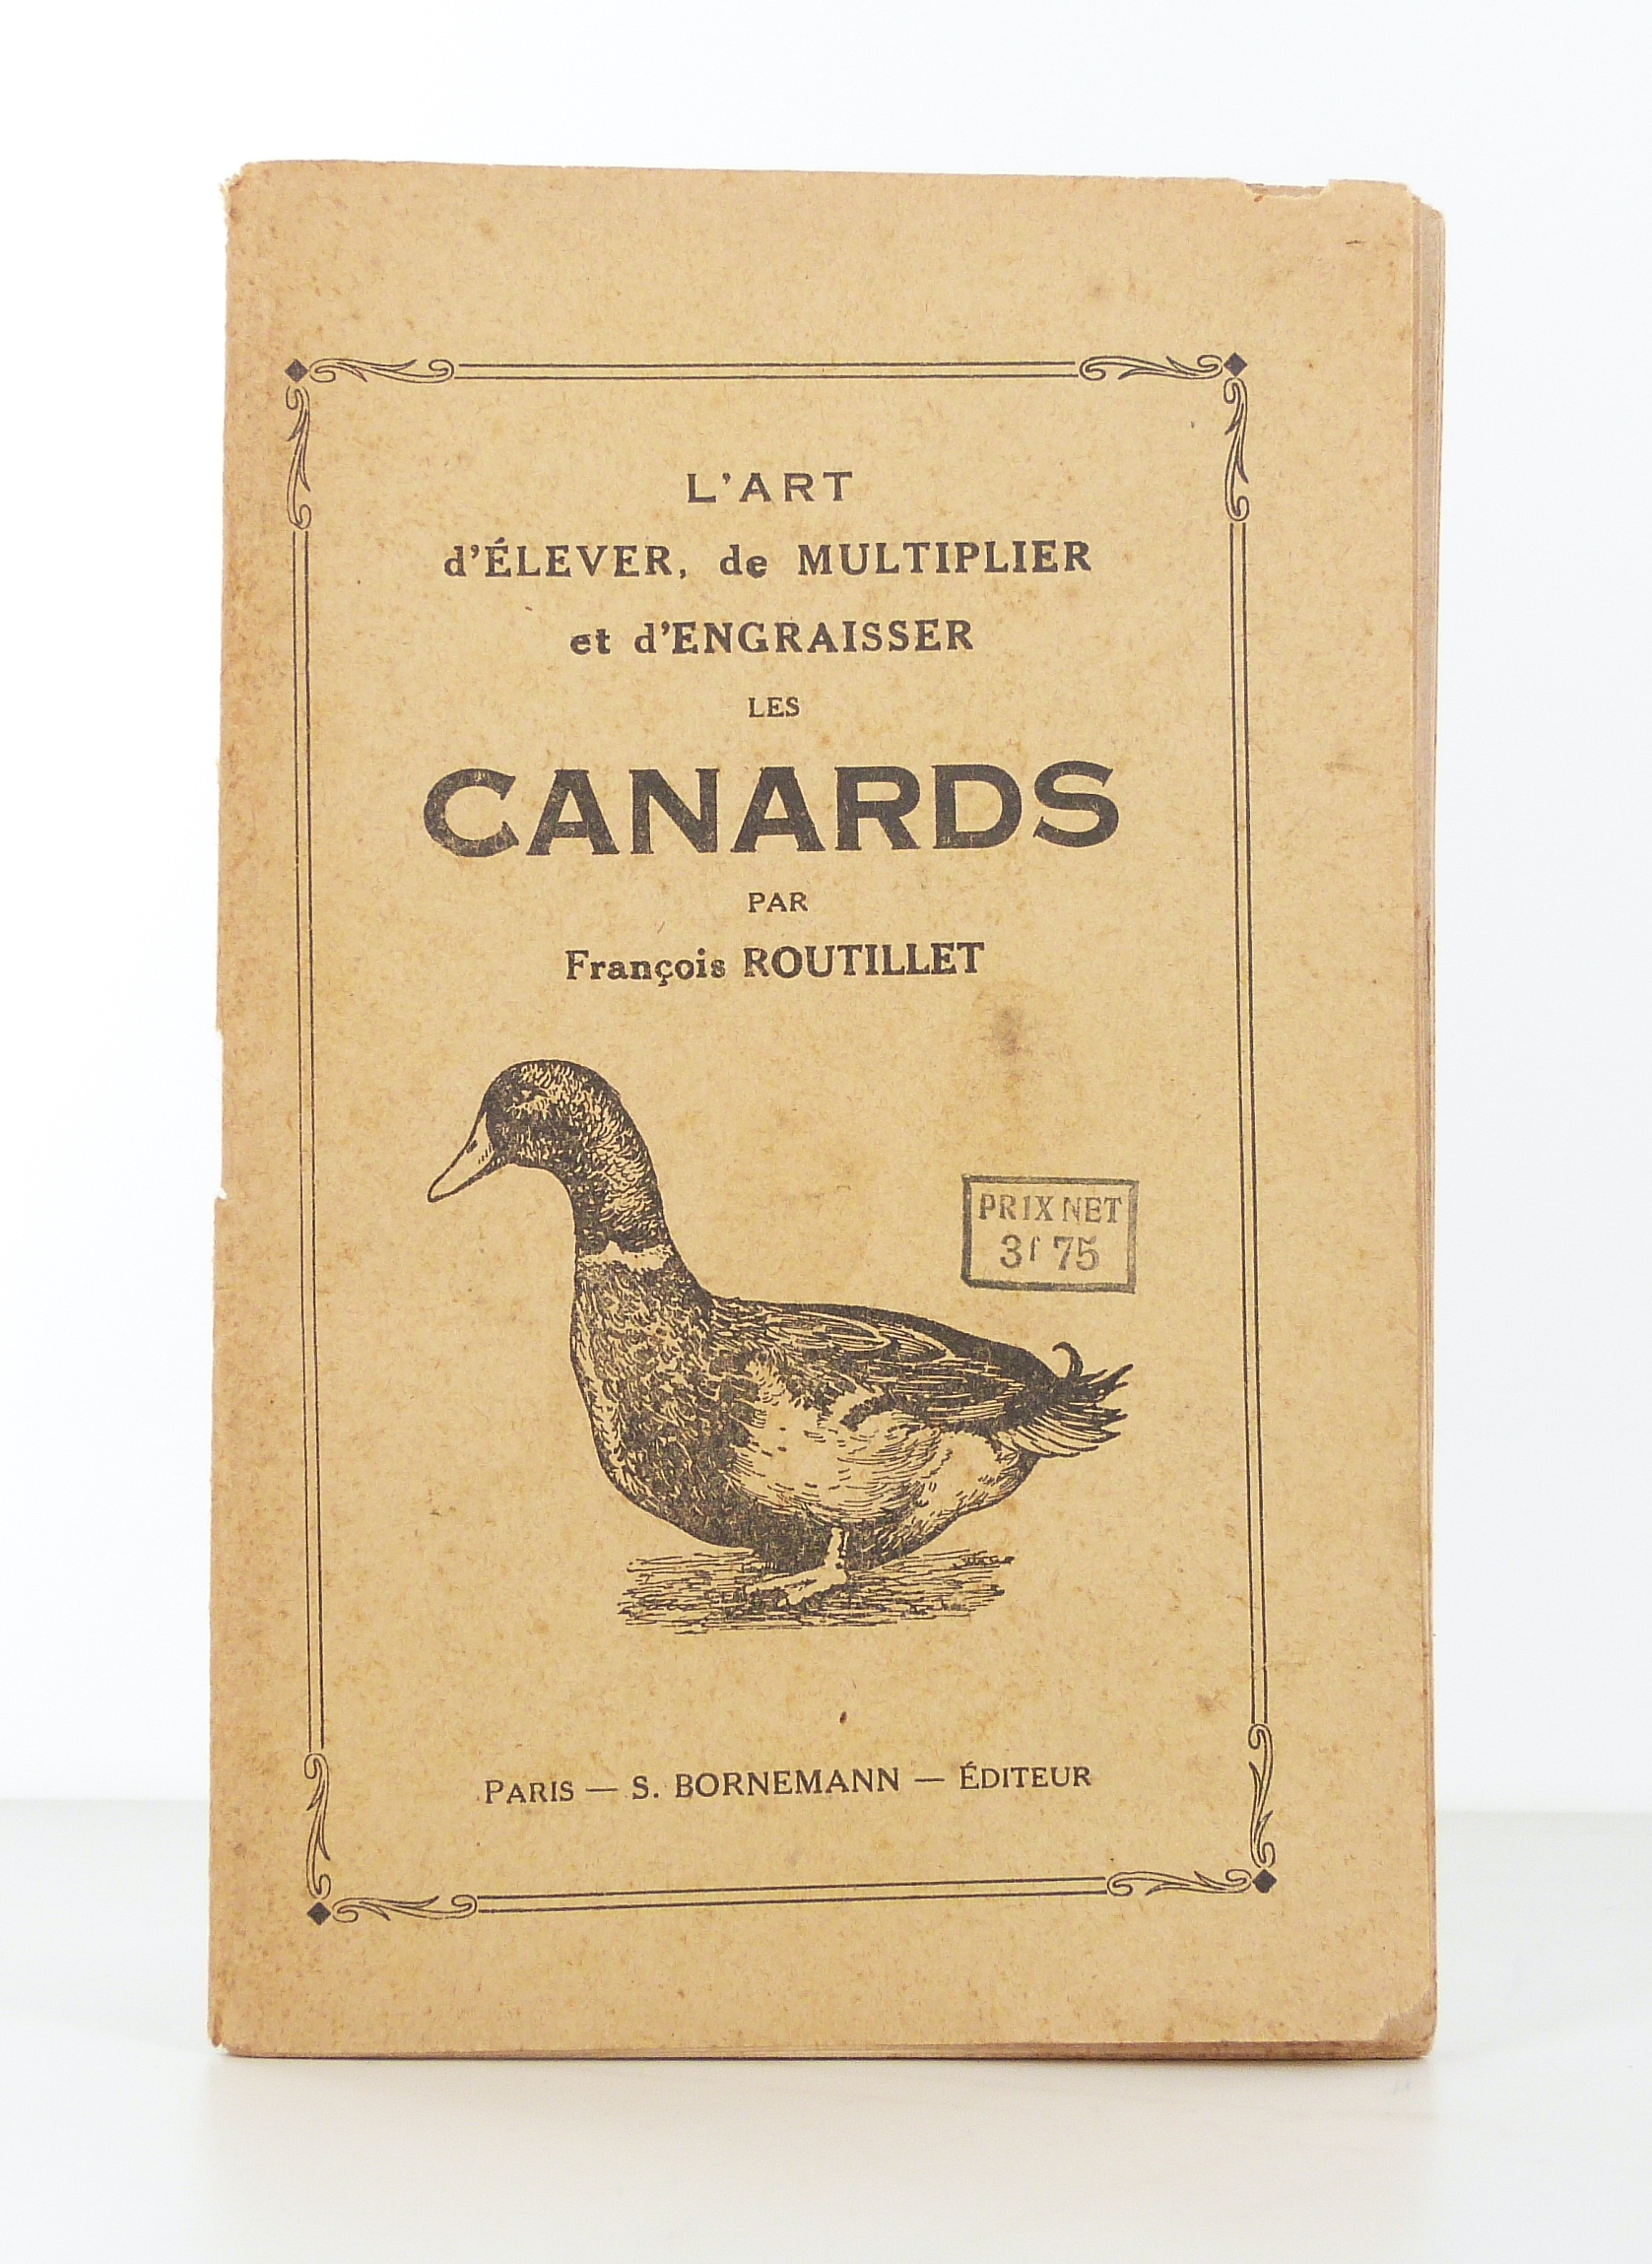 L'ART
d'ÉLEVER, de MULTIPLIER
et d'ENGRAISSER
LES
CANARDS
PAR
François ROUTILLET
PRIX NET
3f 75
PARIS — S. BORNEMANN — ÉDITEUR